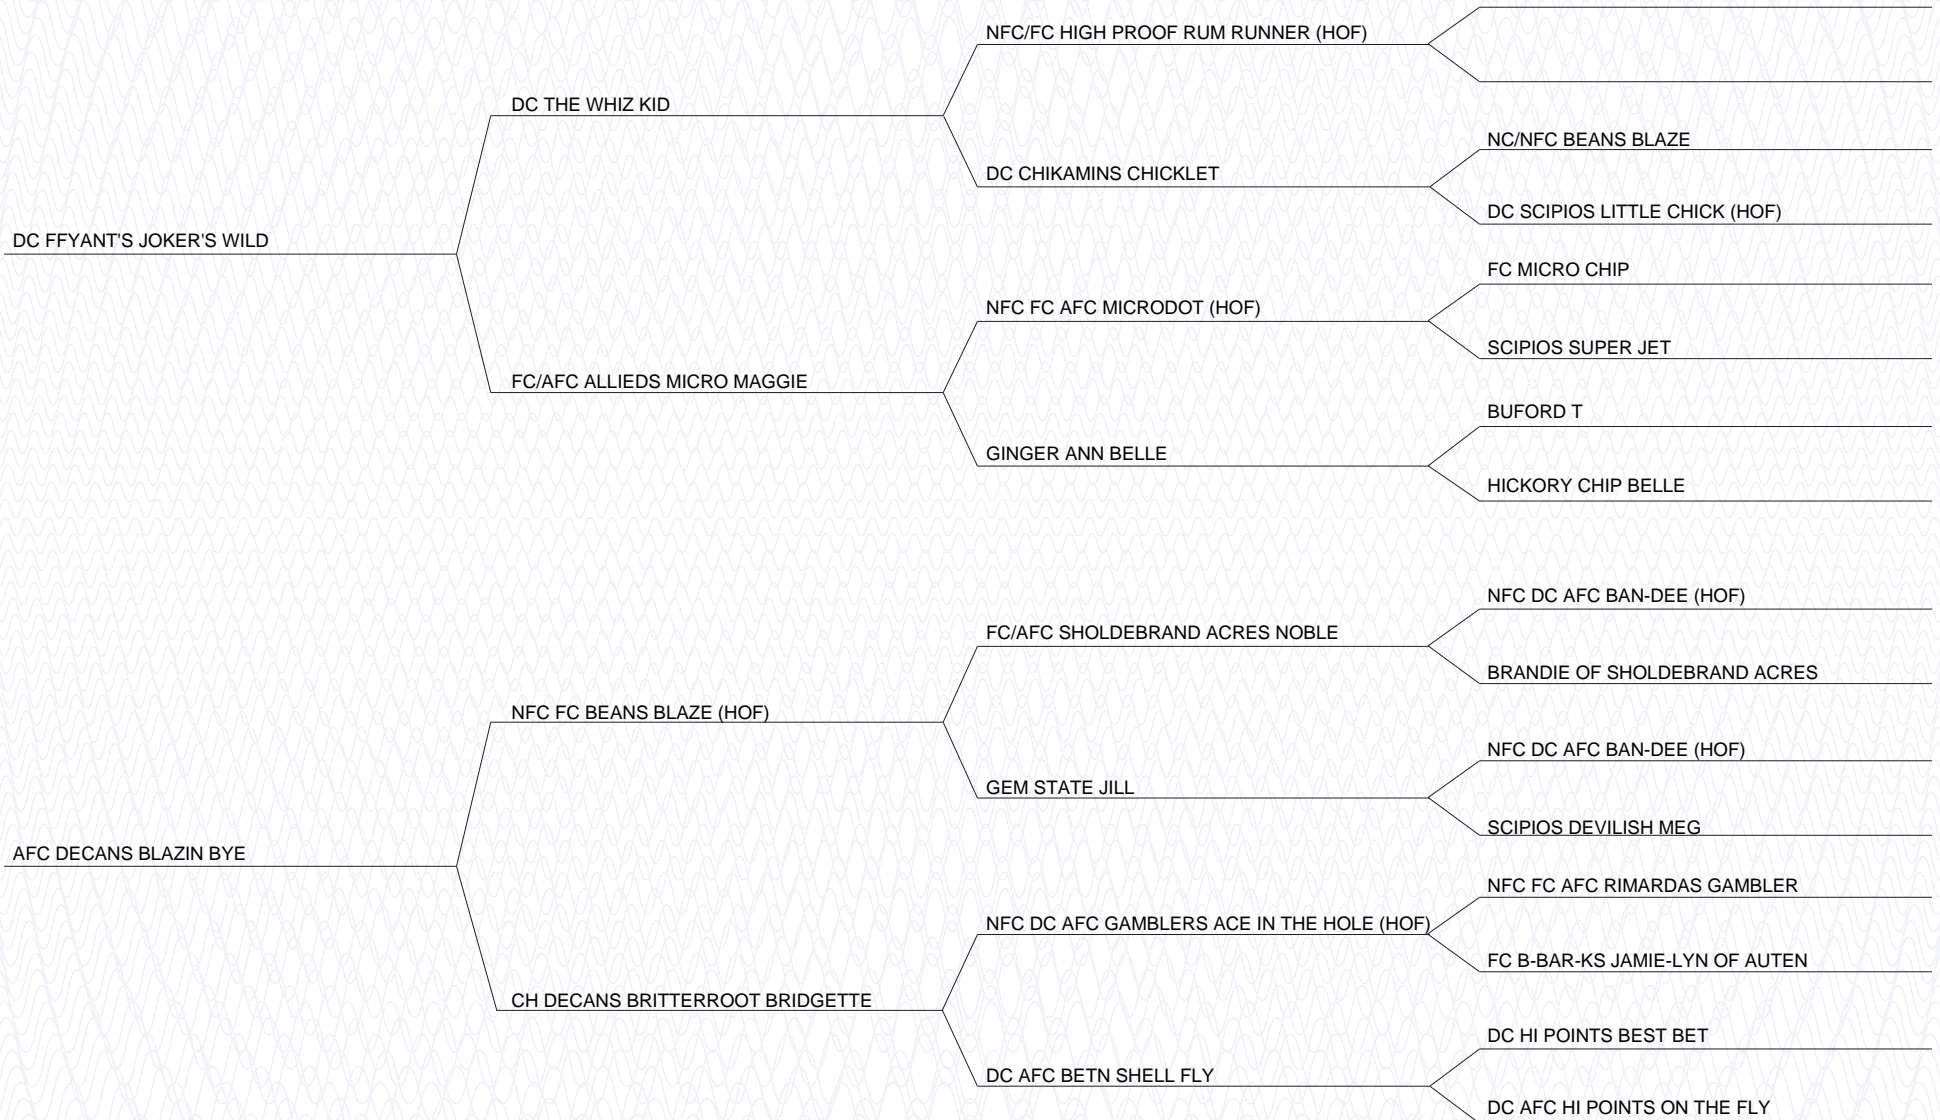 NFC/FC HIGH PROOF RUM RUNNER (HOF)
DC THE WHIZ KID
NC/NFC BEANS BLAZE
DC CHIKAMINS CHICKLET
DC SCIPIOS LITTLE CHICK (HOF)
DC FFYANT'S JOKER'S WILD
FC MICRO CHIP
NFC FC AFC MICRODOT (HOF)
SCIPIOS SUPER JET
FC/AFC ALLIEDS MICRO MAGGIE
BUFORD T
GINGER ANN BELLE
HICKORY CHIP BELLE
NFC DC AFC BAN-DEE (HOF)
FC/AFC SHOLDEBRAND ACRES NOBLE
BRANDIE OF SHOLDEBRAND ACRES
NFC FC BEANS BLAZE (HOF)
NFC DC AFC BAN-DEE (HOF)
GEM STATE JILL
SCIPIOS DEVILISH MEG
AFC DECANS BLAZIN BYE
NFC FC AFC RIMARDAS GAMBLER
NFC DC AFC GAMBLERS ACE IN THE HOLE (HOF)
FC B-BAR-KS JAMIE-LYN OF AUTEN
CH DECANS BRITTERROOT BRIDGETTE
DC HI POINTS BEST BET
DC AFC BETN SHELL FLY
DC AFC HI POINTS ON THE FLY